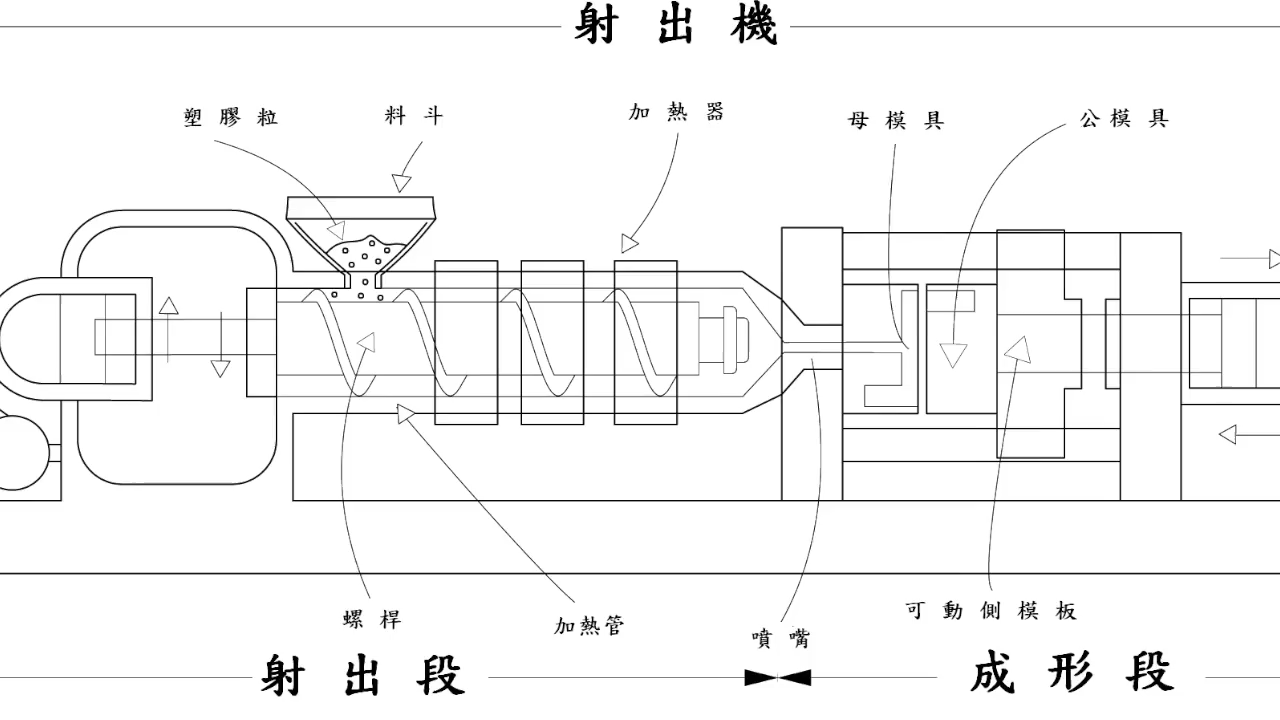 射出機
塑膠粒
料斗
加熱器
母模具
公模具
螺桿
加熱管
噴嘴
可動側模板
射出段
成形段